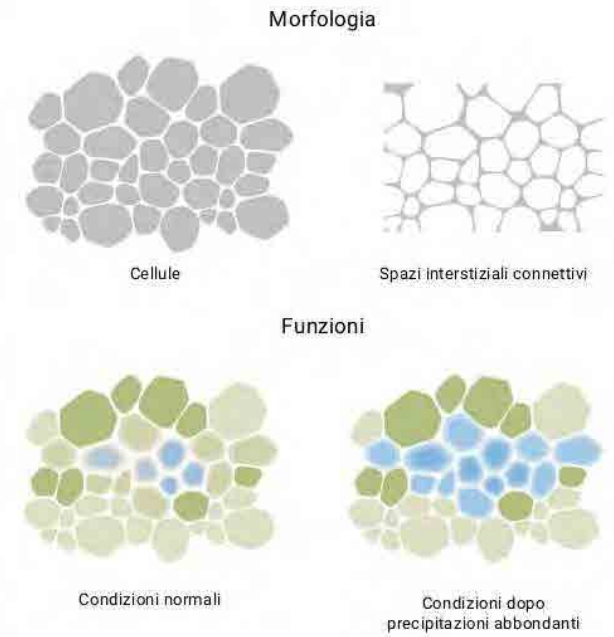 Morfologia
Cellule
Spazi interstiziali connettivi
Funzioni
Condizioni normali
Condizioni dopo
precipitazioni abbondanti